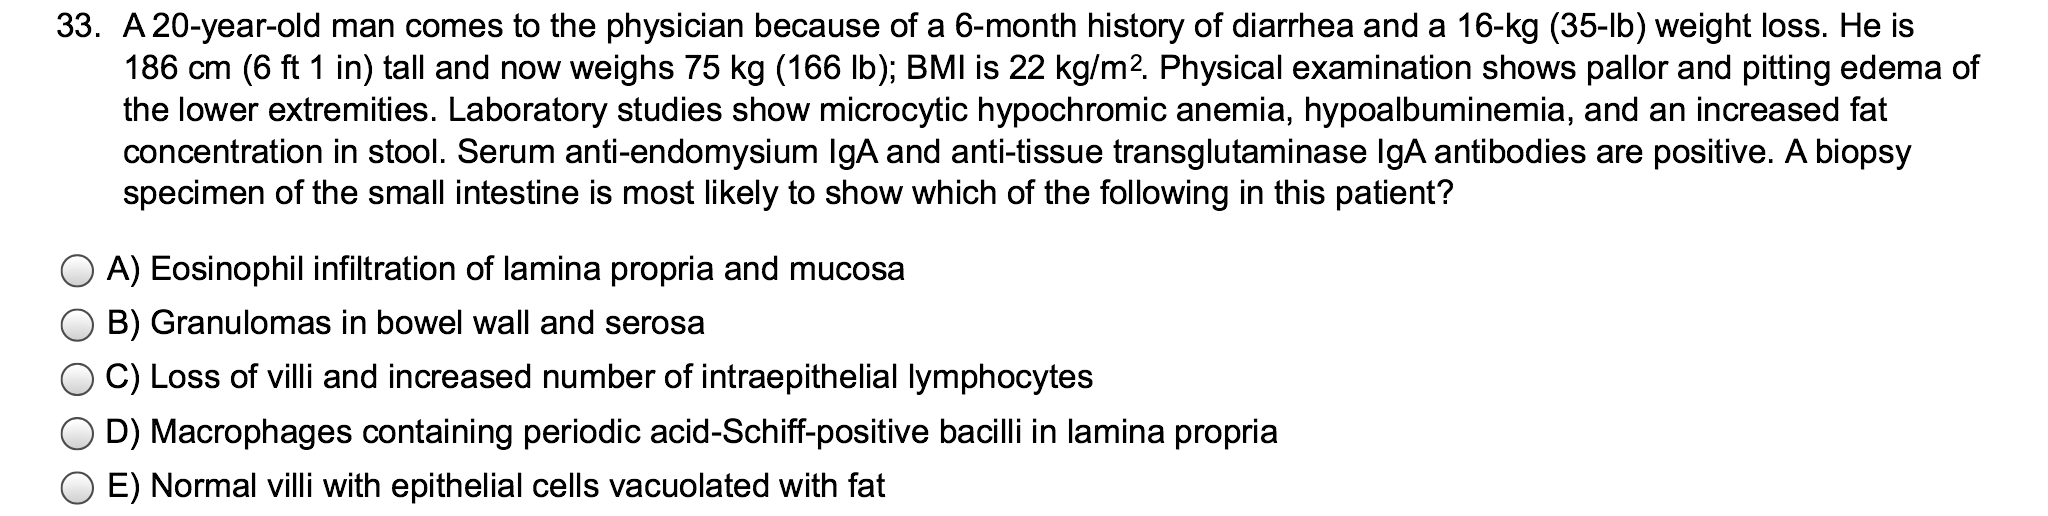 33. A 20-year-old man comes to the physician because of a 6-month history of diarrhea and a 16-kg (35-lb) weight loss. He is
186 cm (6 ft 1 in) tall and now weighs 75 kg (166 lb); BMI is 22 kg/m². Physical examination shows pallor and pitting edema of
the lower extremities. Laboratory studies show microcytic hypochromic anemia, hypoalbuminemia, and an increased fat
concentration in stool. Serum anti-endomysium IgA and anti-tissue transglutaminase IgA antibodies are positive. A biopsy
specimen of the small intestine is most likely to show which of the following in this patient?
A) Eosinophil infiltration of lamina propria and mucosa
B) Granulomas in bowel wall and serosa
C) Loss of villi and increased number of intraepithelial lymphocytes
D) Macrophages containing periodic acid-Schiff-positive bacilli in lamina propria
E) Normal villi with epithelial cells vacuolated with fat